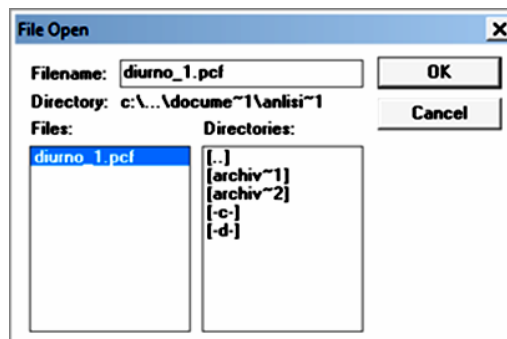 File Open
Filename: diurno_1.pcf
OK
Directory: c:\...\docume~1\anlisi~1
Cancel
Files:
Directories:
diurno_1.pcf
[..]
[archiv~1]
[archiv~2]
[-c-]
[-d-]